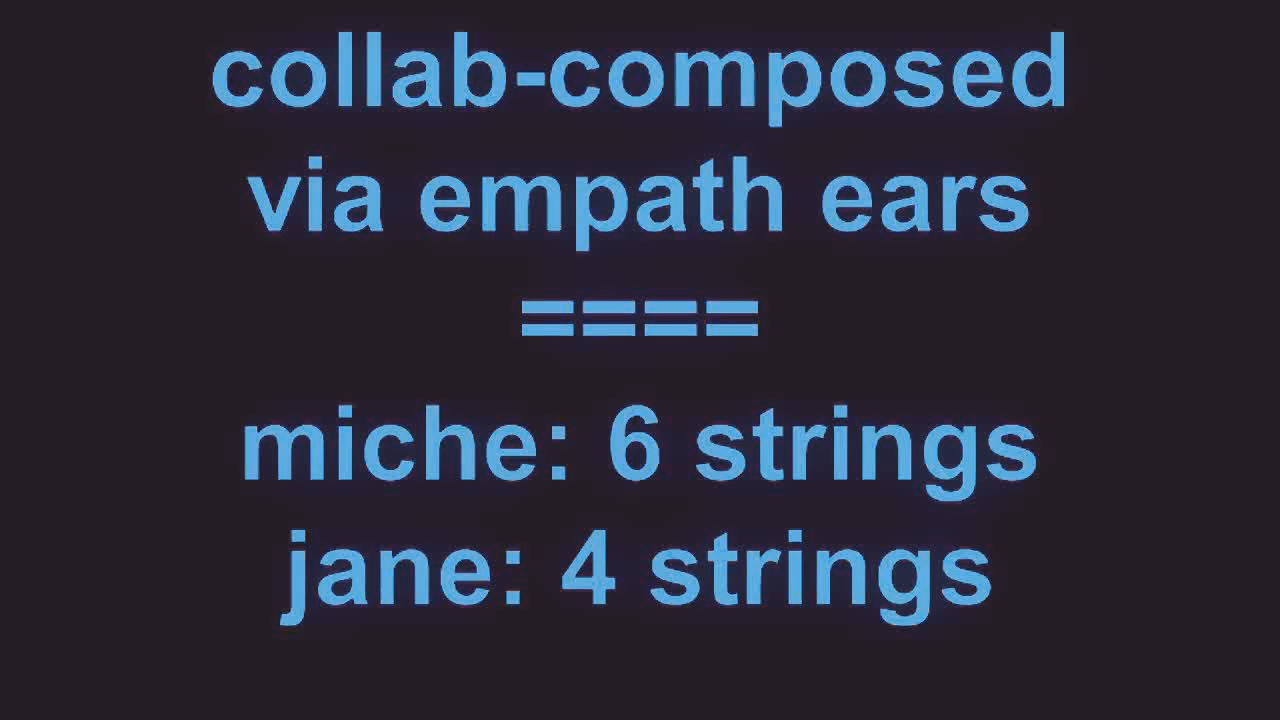 collab-composed
via empath ears
====
miche: 6 strings
jane: 4 strings